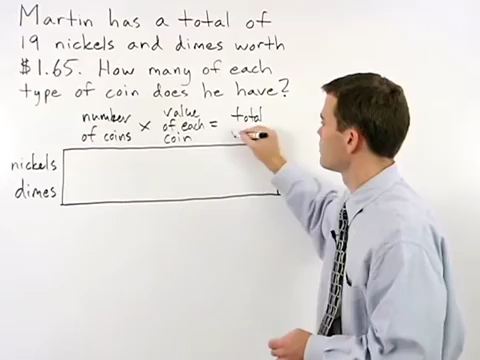 Martin has a total of
19 nickels and dimes worth
$1.65. How many of each
type of coin does he have?
number of coins × value of each coin = total
nickels
dimes